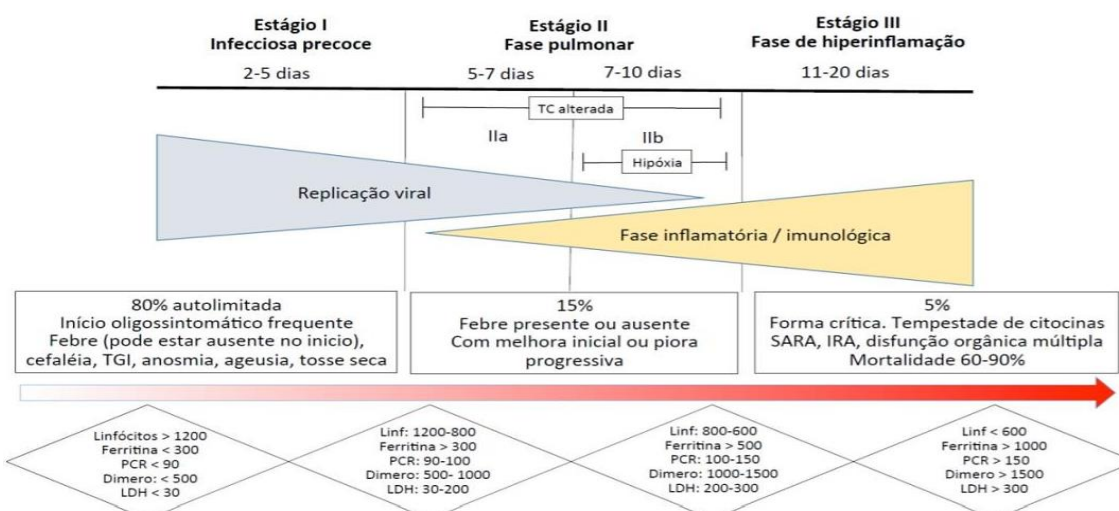 Estágio I
Infecciosa precoce
Estágio II
Fase pulmonar
Estágio III
Fase de hiperinflamação
2-5 dias
5-7 dias
7-10 dias
11-20 dias
TC alterada
IIa
IIb
Hipóxia
Replicação viral
Fase inflamatória / imunológica
80% autolimitada
Início oligossintomático frequente
Febre (pode estar ausente no inicio),
cefaléia, TGI, anosmia, ageusia, tosse seca
15%
Febre presente ou ausente
Com melhora inicial ou piora
progressiva
5%
Forma crítica. Tempestade de citocinas
SARA, IRA, disfunção orgânica múltipla
Mortalidade 60-90%
Linfócitos > 1200
Ferritina < 300
PCR < 90
Dimero: < 500
LDH < 30
Linf: 1200-800
Ferritina > 300
PCR: 90-100
Dimero: 500- 1000
LDH: 30-200
Linf: 800-600
Ferritina > 500
PCR: 100-150
Dimero: 1000-1500
LDH: 200-300
Linf < 600
Ferritina > 1000
PCR > 150
Dimero > 1500
LDH > 300